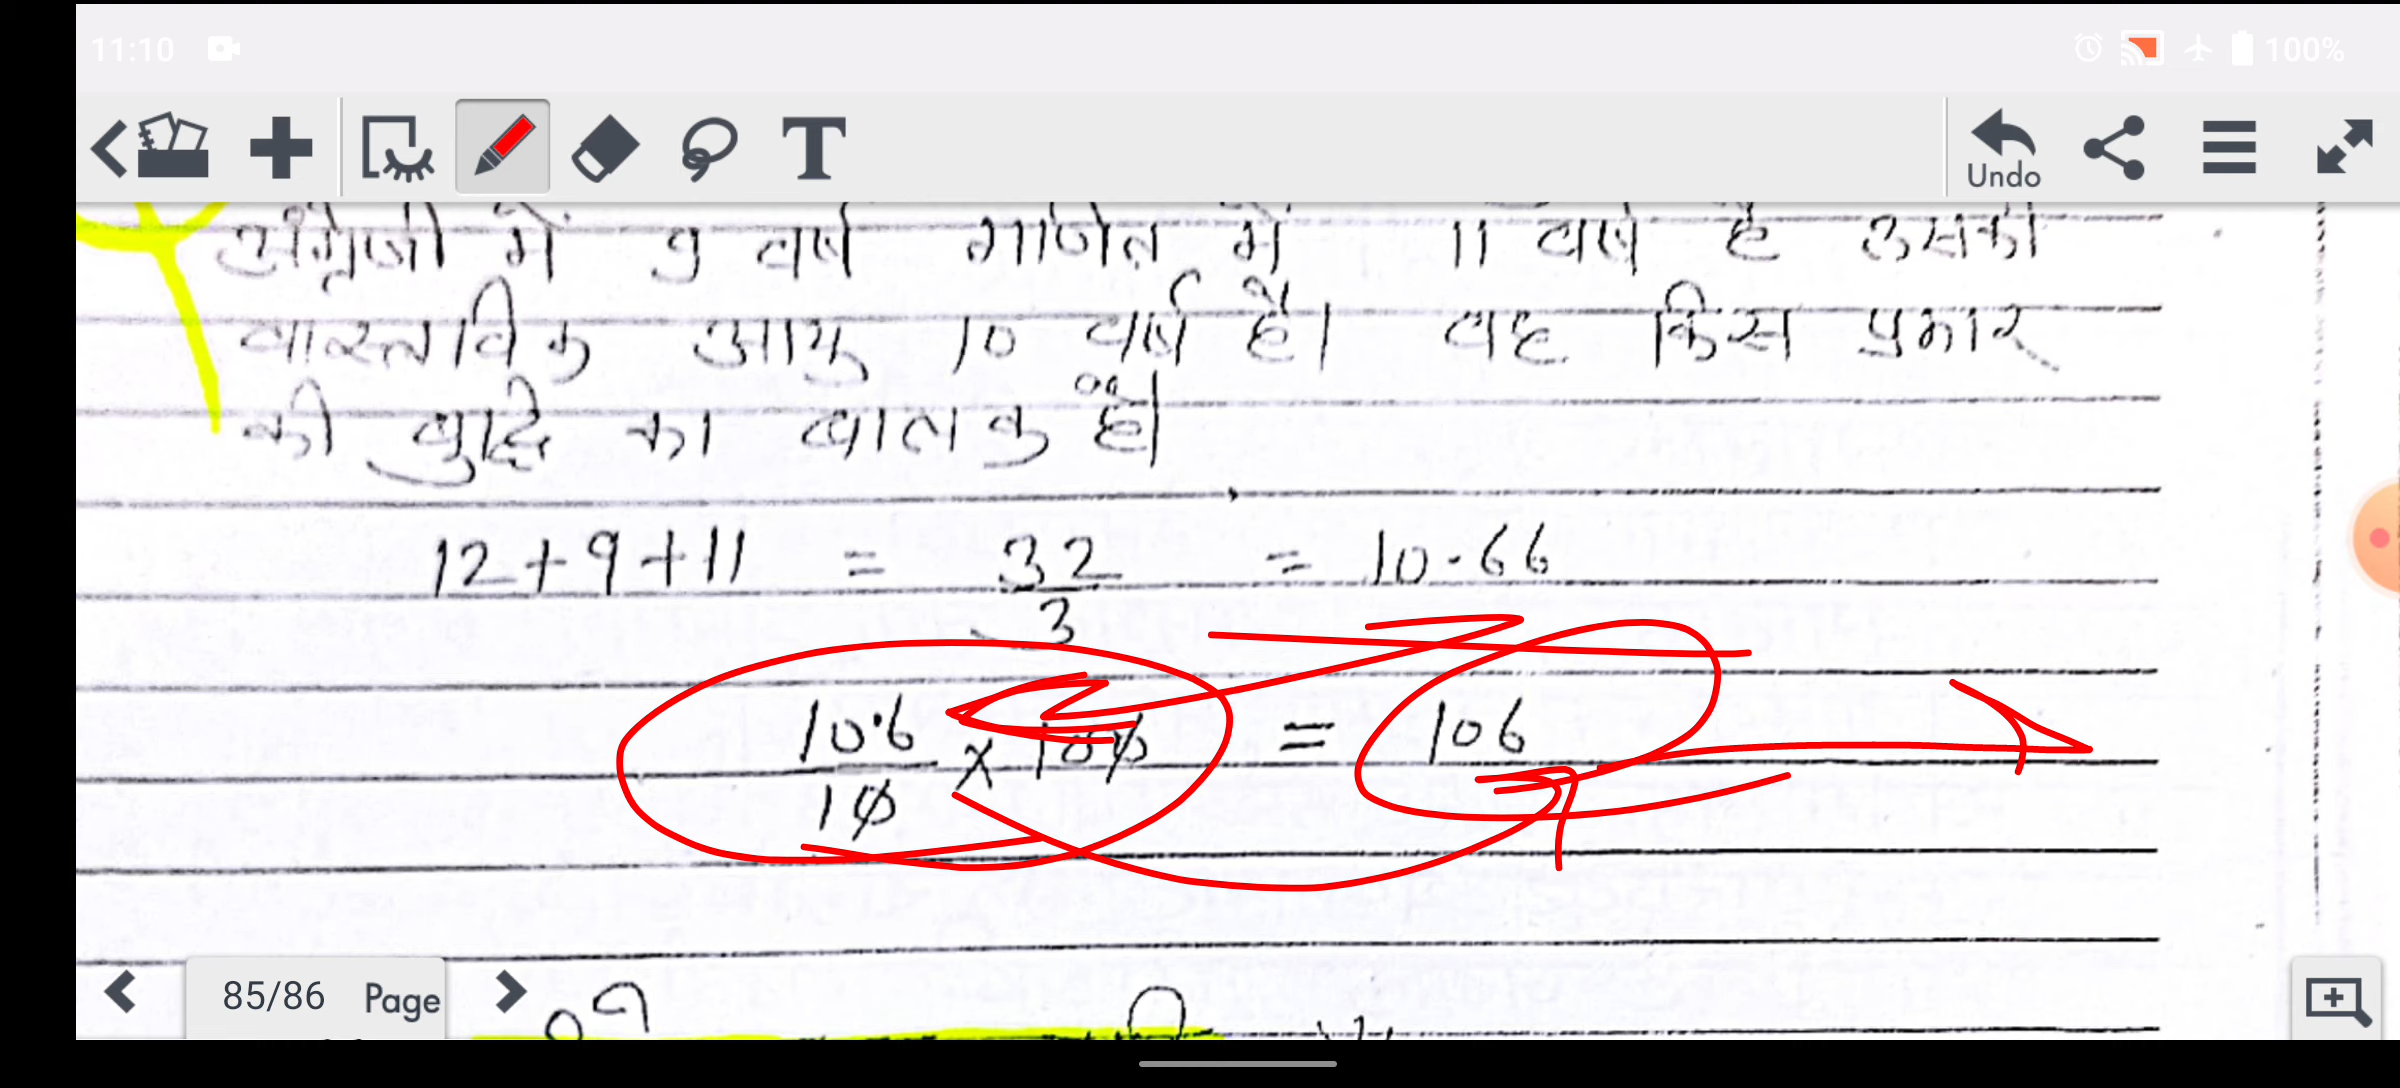 11:10 100%
Undo
अंग्रेजी में 9 वर्ष गणित में 11 वर्ष है उसकी
वास्तविक आयु 10 वर्ष है। वह किस प्रकार
की बुद्धि का बालक है।
12+9+11 = 32/3 = 10.66
10.6/10 x 100 = 106
85/86 Page